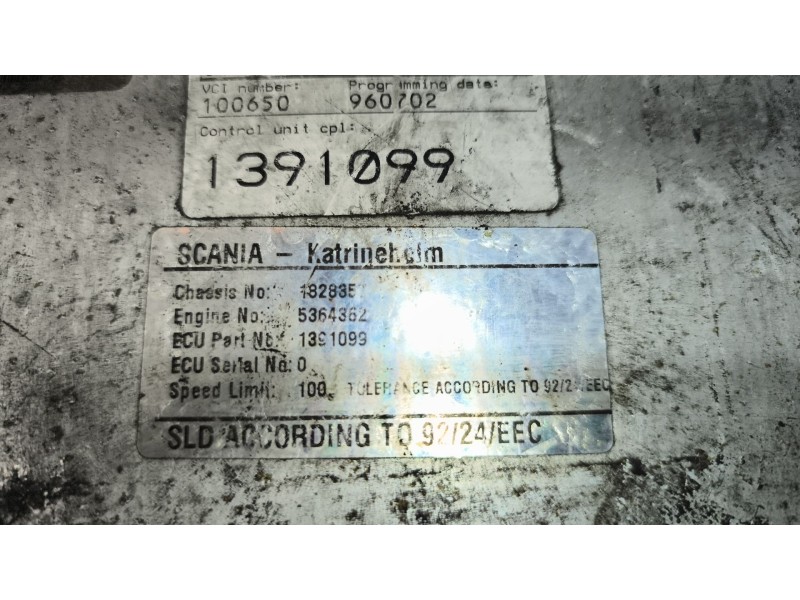 VCI number: Programming date:
100650 960702
Control unit cpl:
1391099
SCANIA - Katrineholm
Chassis No: 1828357
Engine No: 5364362
ECU Part No: 1391099
ECU Serial No: 0
Speed Limit: 100 TOLERANCE ACCORDING TO 92/24/EEC
SLD ACCORDING TO 92/24/EEC